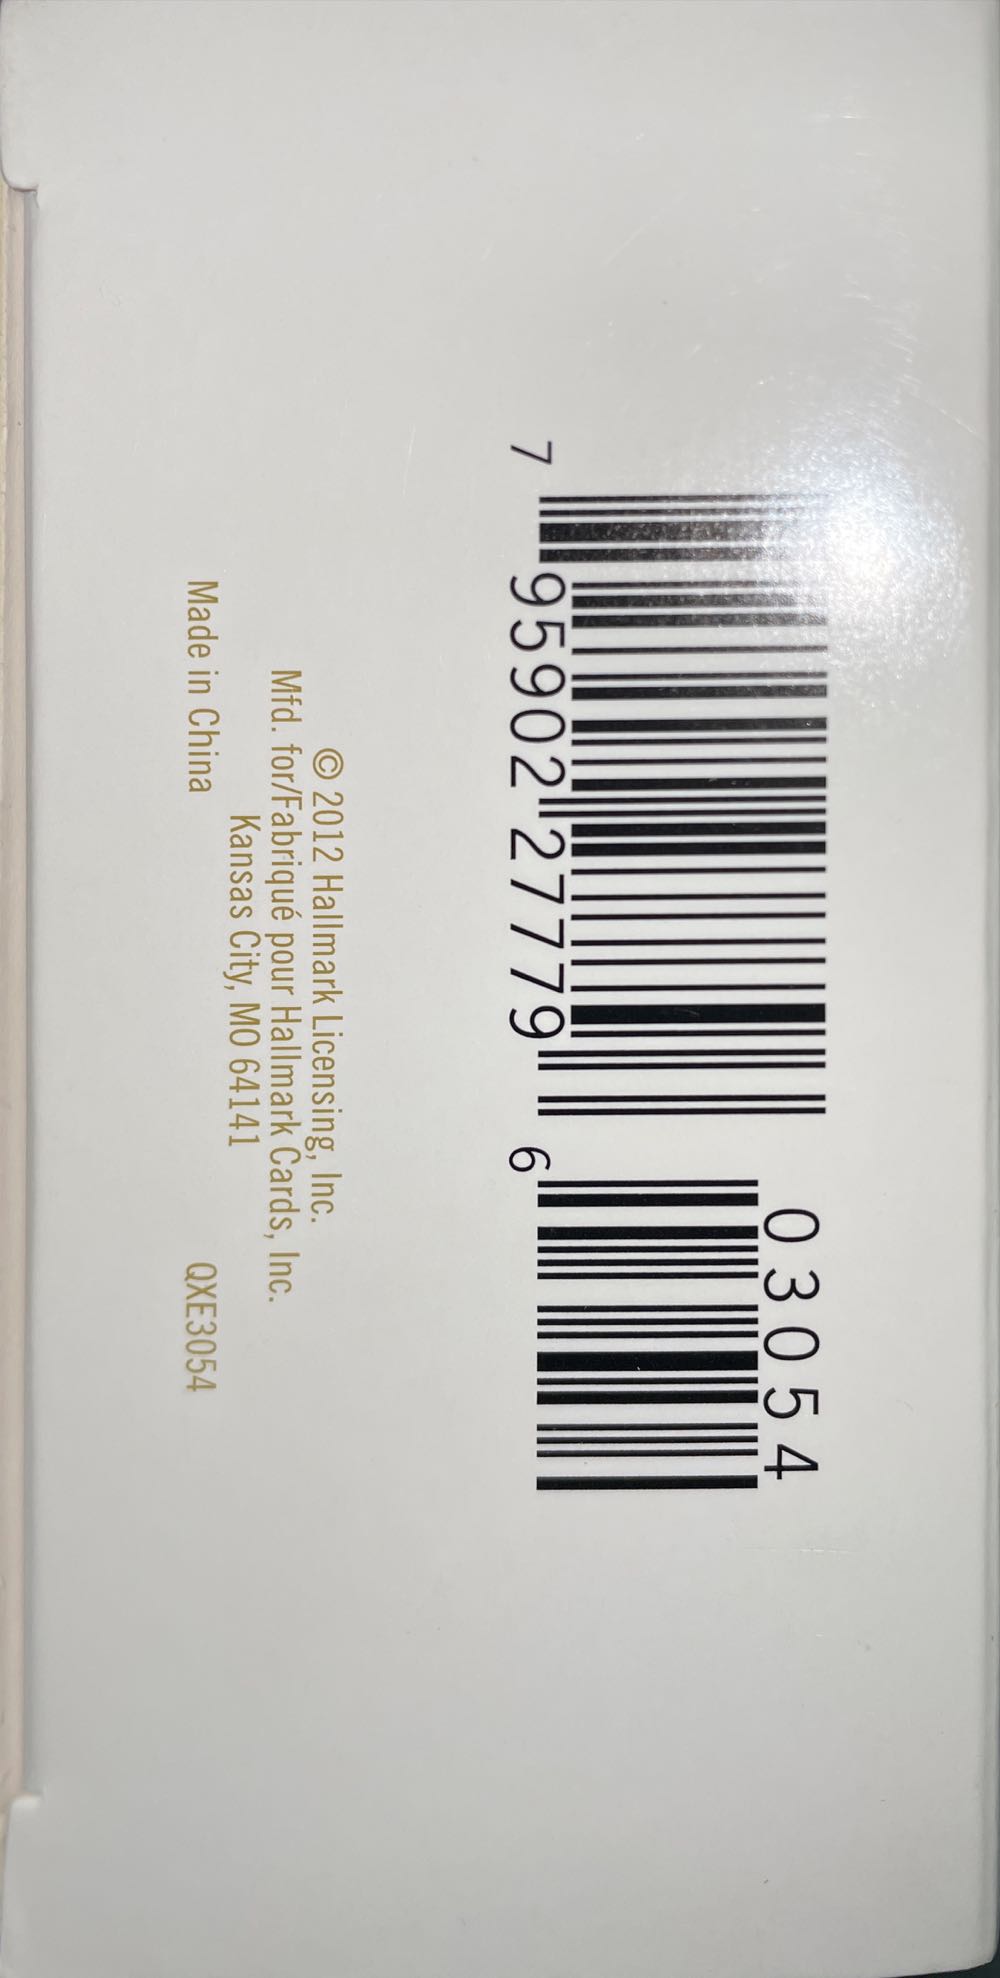 03054
7 95902 27779 6
© 2012 Hallmark Licensing, Inc.
Mfd. for/Fabriqué pour Hallmark Cards, Inc.
Kansas City, MO 64141
Made in China QXE3054